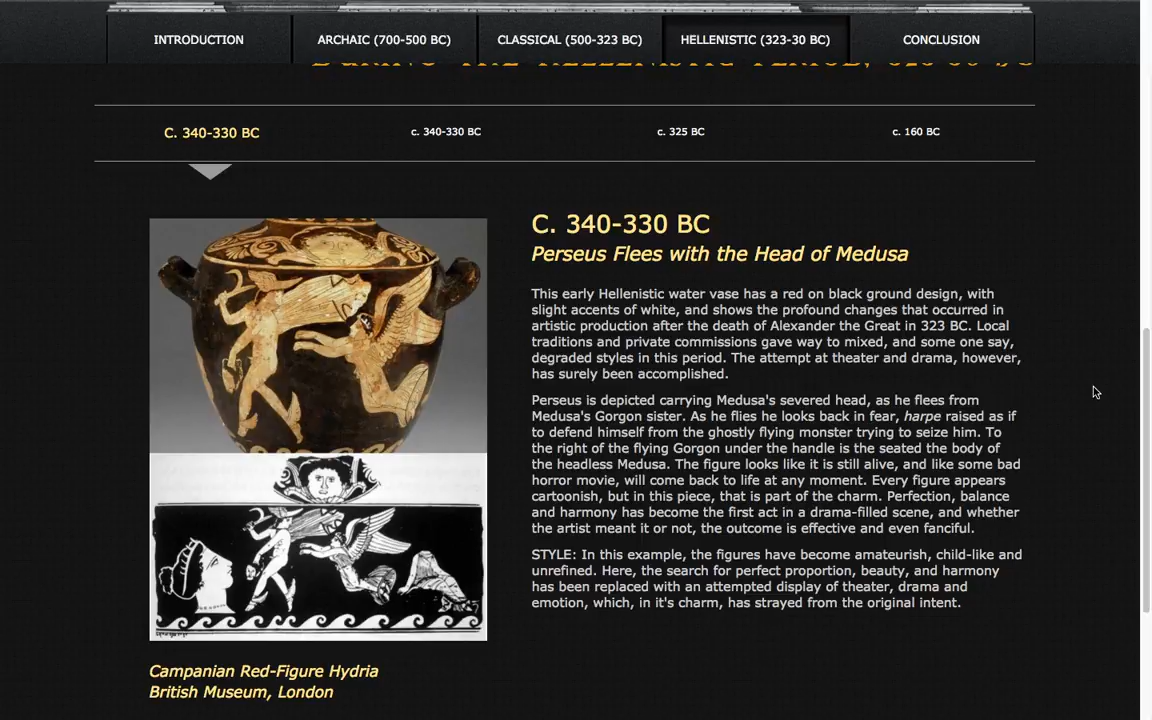 INTRODUCTION
ARCHAIC (700-500 BC)
CLASSICAL (500-323 BC)
HELLENISTIC (323-30 BC)
CONCLUSION
C. 340-330 BC
c. 340-330 BC
c. 325 BC
c. 160 BC
C. 340-330 BC
Perseus Flees with the Head of Medusa
This early Hellenistic water vase has a red on black ground design, with
slight accents of white, and shows the profound changes that occurred in
artistic production after the death of Alexander the Great in 323 BC. Local
traditions and private commissions gave way to mixed, and some one say,
degraded styles in this period. The attempt at theater and drama, however,
has surely been accomplished.
Perseus is depicted carrying Medusa's severed head, as he flees from
Medusa's Gorgon sister. As he flies he looks back in fear, harpe raised as if
to defend himself from the ghostly flying monster trying to seize him. To
the right of the flying Gorgon under the handle is the seated the body of
the headless Medusa. The figure looks like it is still alive, and like some bad
horror movie, will come back to life at any moment. Every figure appears
cartoonish, but in this piece, that is part of the charm. Perfection, balance
and harmony has become the first act in a drama-filled scene, and whether
the artist meant it or not, the outcome is effective and even fanciful.
STYLE: In this example, the figures have become amateurish, child-like and
unrefined. Here, the search for perfect proportion, beauty, and harmony
has been replaced with an attempted display of theater, drama and
emotion, which, in it's charm, has strayed from the original intent.
Campanian Red-Figure Hydria
British Museum, London